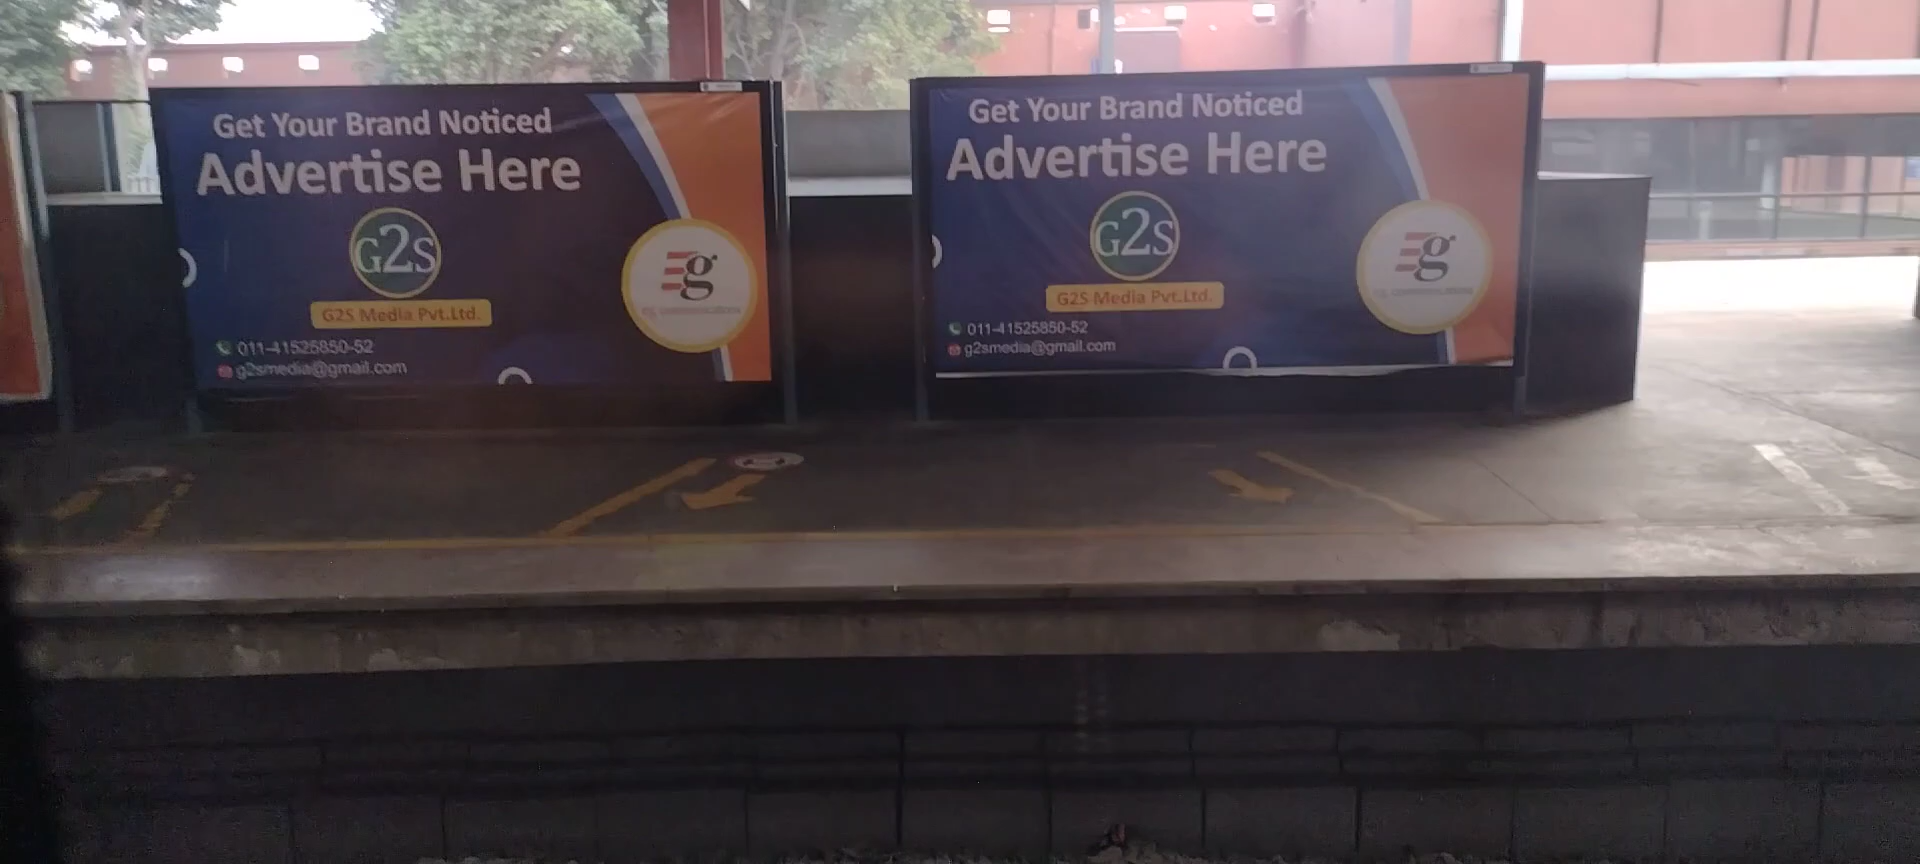 Get Your Brand Noticed
Advertise Here
G2S
G2S Media Pvt.Ltd.
011-41525850-52
g2smedia@gmail.com
g
Get Your Brand Noticed
Advertise Here
G2S
G2S Media Pvt.Ltd.
011-41525850-52
g2smedia@gmail.com
g